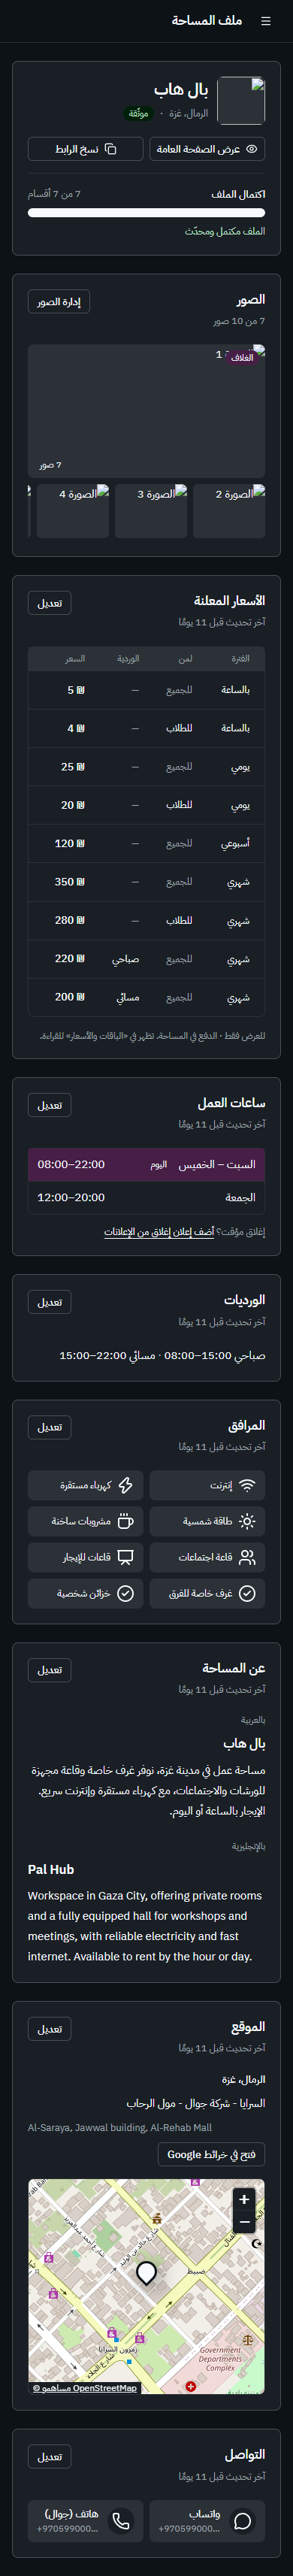 ملف المساحة
بال هاب
الرمال، غزة · موثّقة
عرض الصفحة العامة
نسخ الرابط
اكتمال الملف
7 من 7 أقسام
الملف مكتمل ومحدّث
الصور
إدارة الصور
7 من 10 صور
الغلاف
1
7 صور
الصورة 2
الصورة 3
الصورة 4
الأسعار المعلنة
تعديل
آخر تحديث قبل 11 يومًا
الفترة لمن الوردية السعر
بالساعة للجميع — 5 ₪
بالساعة للطلاب — 4 ₪
يومي للجميع — 25 ₪
يومي للطلاب — 20 ₪
أسبوعي للجميع — 120 ₪
شهري للجميع — 350 ₪
شهري للطلاب — 280 ₪
شهري للجميع صباحي 220 ₪
شهري للجميع مسائي 200 ₪
للعرض فقط · الدفع في المساحة. تظهر في «الباقات والأسعار» للقراءة.
ساعات العمل
تعديل
آخر تحديث قبل 11 يومًا
السبت – الخميس اليوم 08:00–22:00
الجمعة 12:00–20:00
إغلاق مؤقت؟ أضف إعلان إغلاق من الإعلانات
الورديات
تعديل
آخر تحديث قبل 11 يومًا
صباحي 08:00–15:00 · مسائي 15:00–22:00
المرافق
تعديل
آخر تحديث قبل 11 يومًا
إنترنت
كهرباء مستقرة
طاقة شمسية
مشروبات ساخنة
قاعة اجتماعات
قاعات للإيجار
غرف خاصة للفرق
خزائن شخصية
عن المساحة
تعديل
آخر تحديث قبل 11 يومًا
بالعربية
بال هاب
مساحة عمل في مدينة غزة، نوفر غرف خاصة وقاعة مجهزة
للورشات والاجتماعات، مع كهرباء مستقرة وإنترنت سريع.
الإيجار بالساعة أو اليوم.
بالإنجليزية
Pal Hub
Workspace in Gaza City, offering private rooms
and a fully equipped hall for workshops and
meetings, with reliable electricity and fast
internet. Available to rent by the hour or day.
الموقع
تعديل
آخر تحديث قبل 11 يومًا
الرمال، غزة
السرايا - شركة جوال - مول الرحاب
Al-Saraya, Jawwal building, Al-Rehab Mall
فتح في خرائط Google
+
−
ضبيط
رمزون السرايا
Government
Departments
Complex
© مساهمو OpenStreetMap
التواصل
تعديل
آخر تحديث قبل 11 يومًا
واتساب
+970599000...
هاتف (جوال)
+970599000...